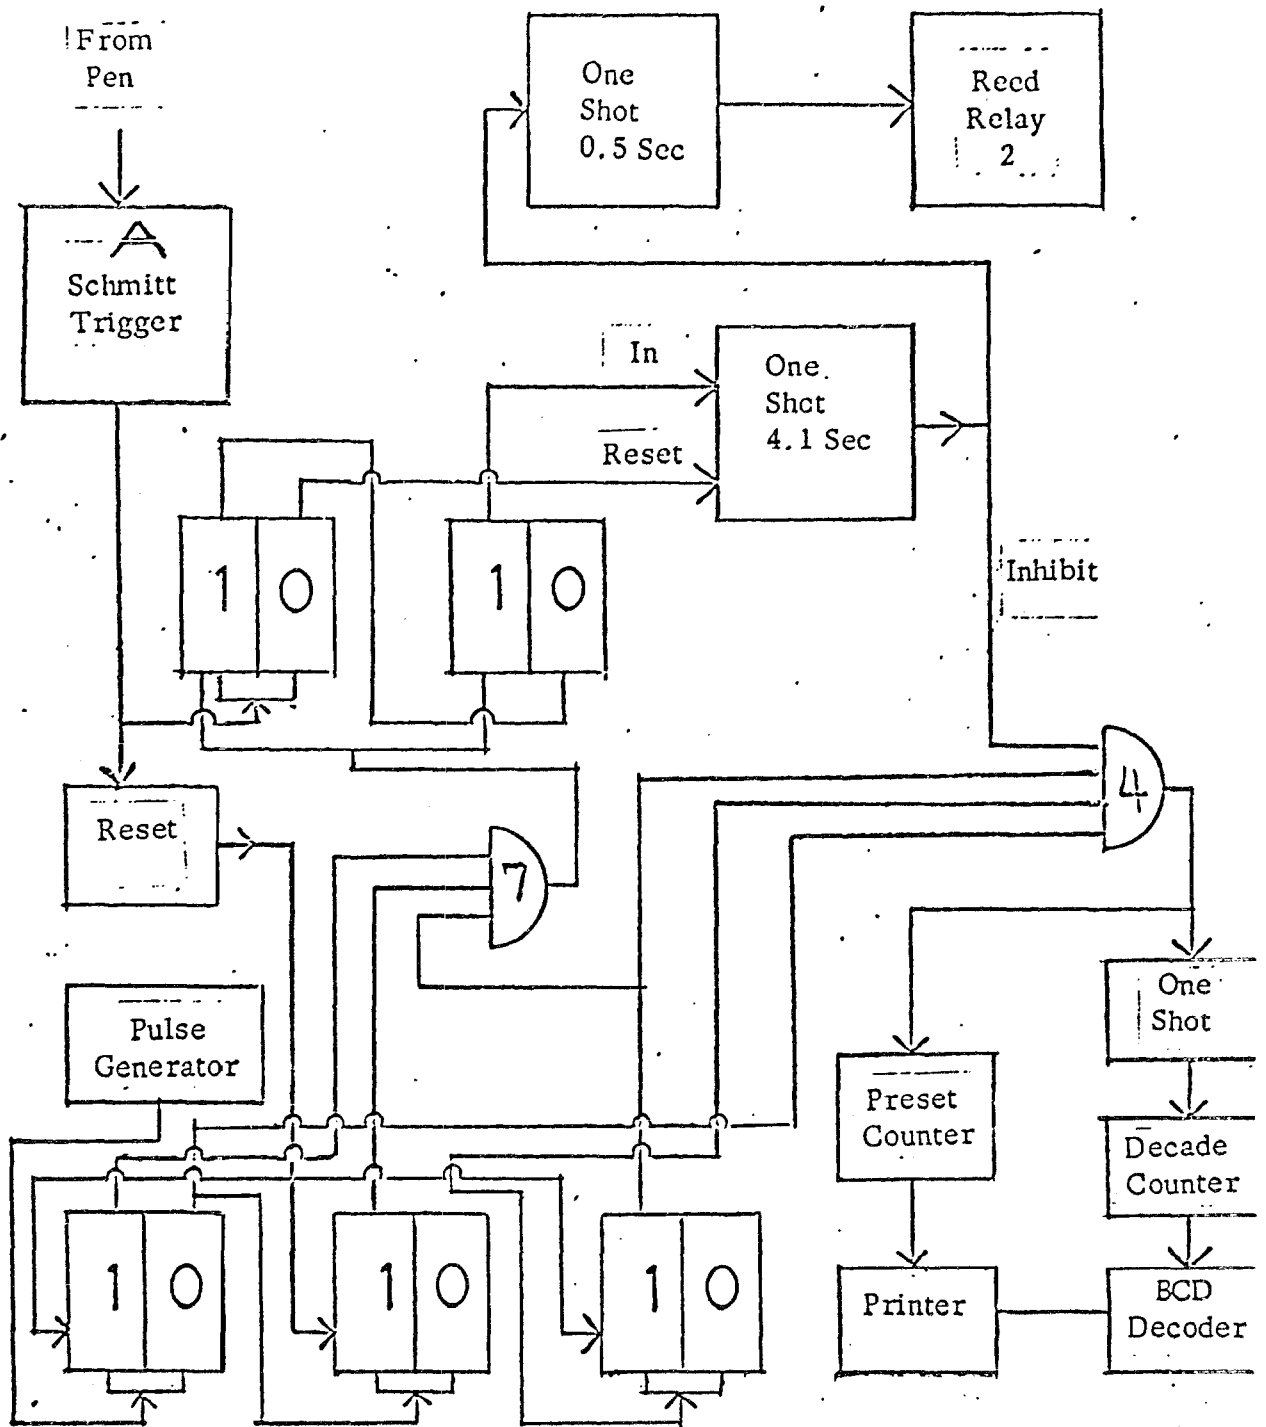 From
Pen
One
Shot
0.5 Sec
Reed
Relay
2
A
Schmitt
Trigger
In
Reset
One
Shot
4.1 Sec
1 0
1 0
Inhibit
4
Reset
7
One
Shot
Pulse
Generator
Preset
Counter
Decade
Counter
1 0
1 0
1 0
Printer
BCD
Decoder